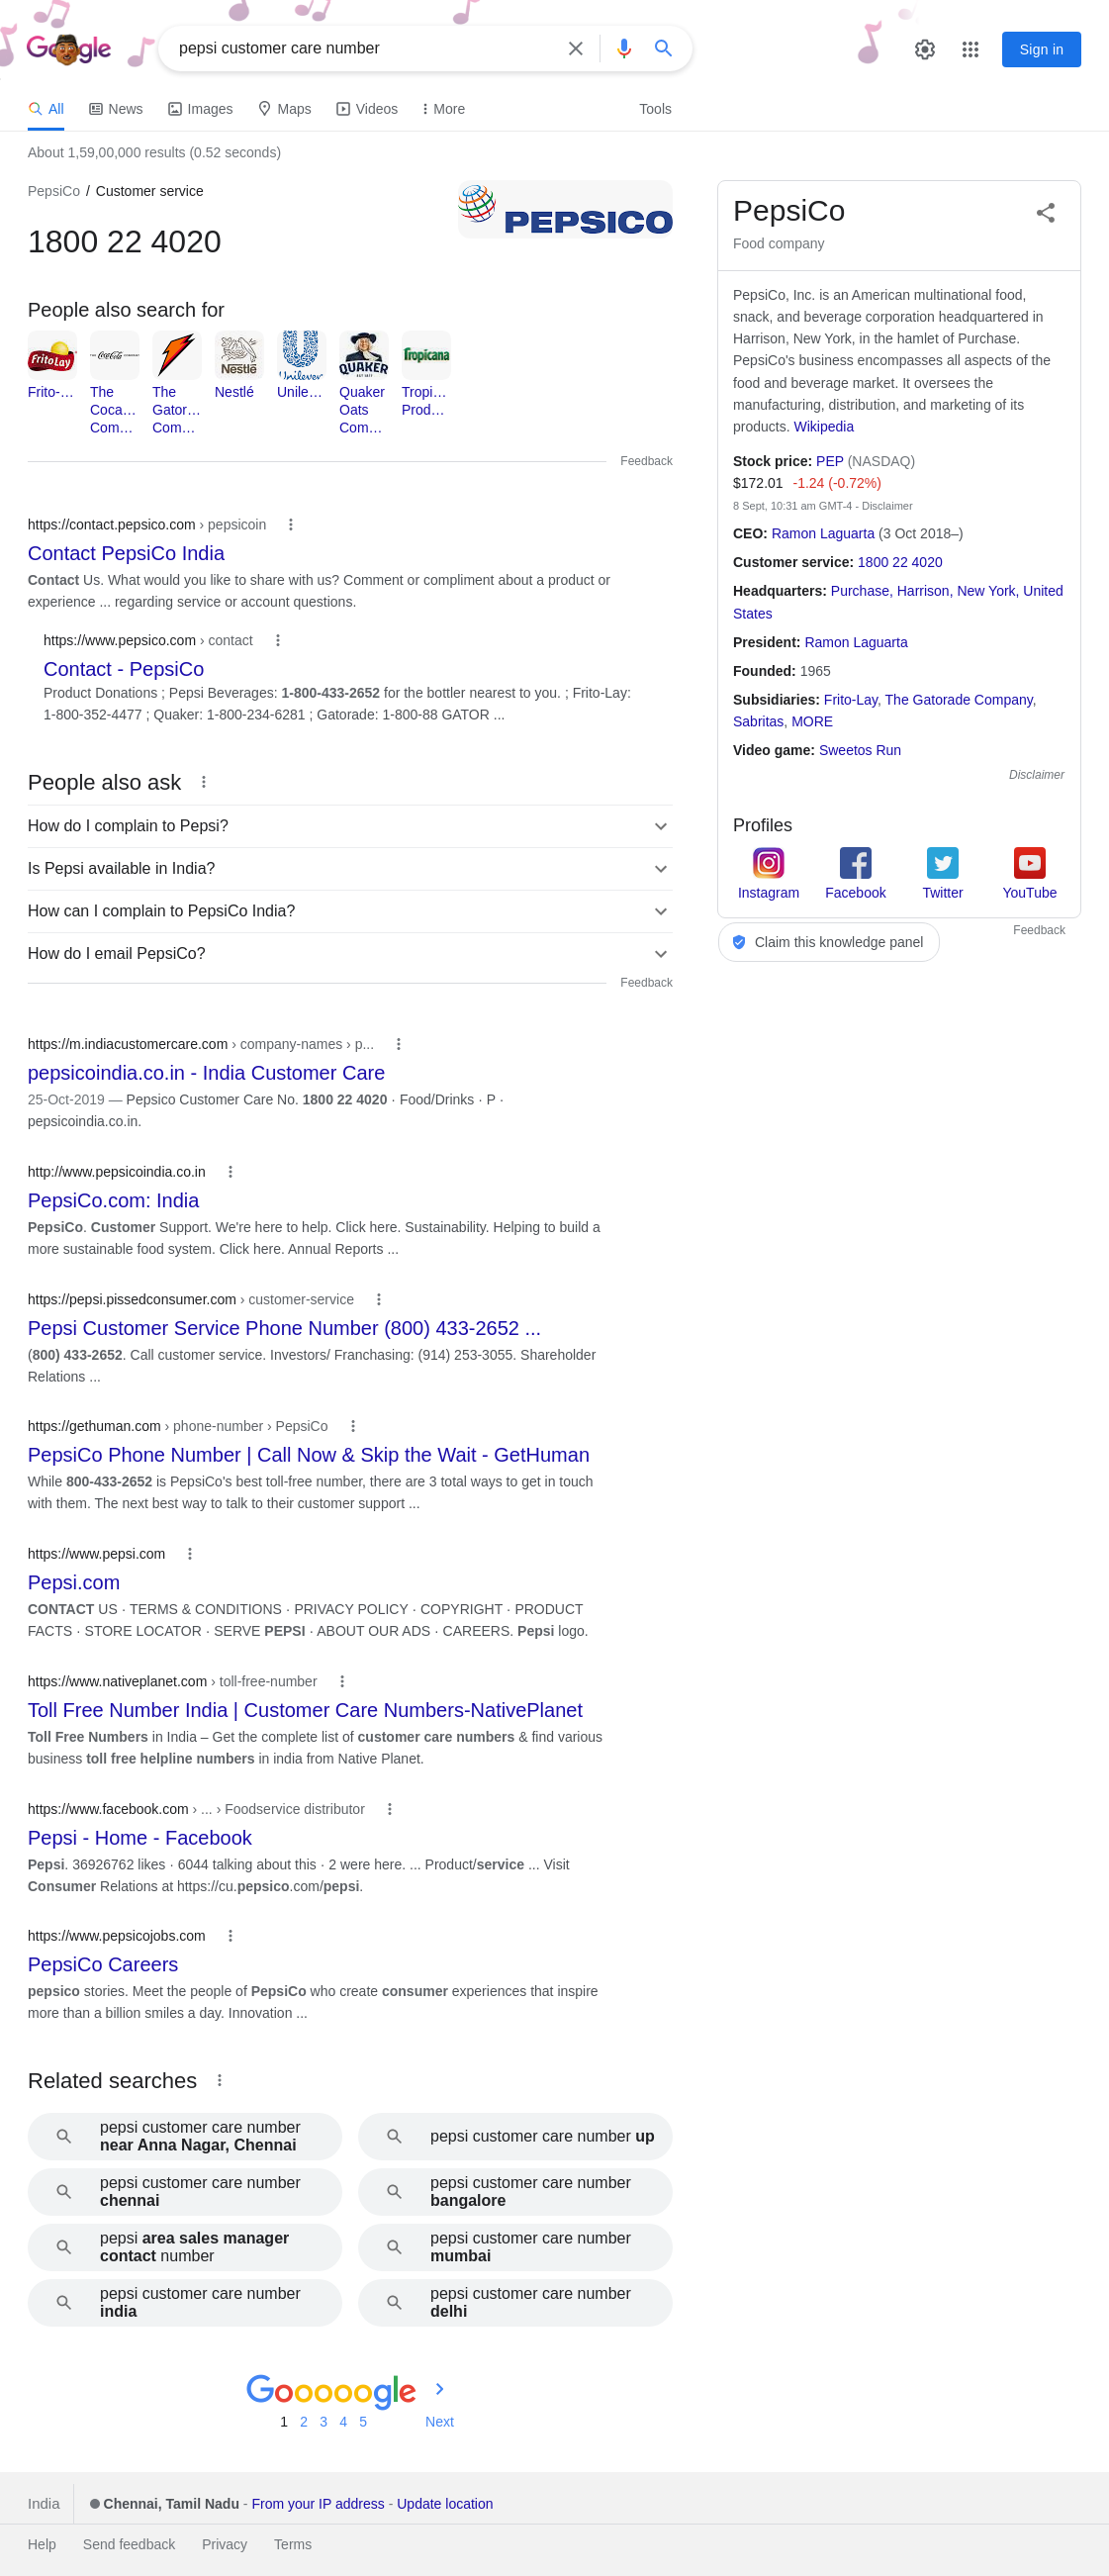 Google
pepsi customer care number
Sign in
All
News
Images
Maps
Videos
More
Tools
About 1,59,00,000 results (0.52 seconds)
PepsiCo / Customer service
1800 22 4020
PEPSICO
People also search for
Frito-...
The Coca... Com...
The Gator... Com...
Nestlé
Unile...
Quaker Oats Com...
Tropi... Prod...
Feedback
https://contact.pepsico.com › pepsicoin
Contact PepsiCo India
Contact Us. What would you like to share with us? Comment or compliment about a product or
experience ... regarding service or account questions.
https://www.pepsico.com › contact
Contact - PepsiCo
Product Donations ; Pepsi Beverages: 1-800-433-2652 for the bottler nearest to you. ; Frito-Lay:
1-800-352-4477 ; Quaker: 1-800-234-6281 ; Gatorade: 1-800-88 GATOR ...
People also ask
How do I complain to Pepsi?
Is Pepsi available in India?
How can I complain to PepsiCo India?
How do I email PepsiCo?
Feedback
https://m.indiacustomercare.com › company-names › p...
pepsicoindia.co.in - India Customer Care
25-Oct-2019 — Pepsico Customer Care No. 1800 22 4020 · Food/Drinks · P ·
pepsicoindia.co.in.
http://www.pepsicoindia.co.in
PepsiCo.com: India
PepsiCo. Customer Support. We're here to help. Click here. Sustainability. Helping to build a
more sustainable food system. Click here. Annual Reports ...
https://pepsi.pissedconsumer.com › customer-service
Pepsi Customer Service Phone Number (800) 433-2652 ...
(800) 433-2652. Call customer service. Investors/ Franchasing: (914) 253-3055. Shareholder
Relations ...
https://gethuman.com › phone-number › PepsiCo
PepsiCo Phone Number | Call Now & Skip the Wait - GetHuman
While 800-433-2652 is PepsiCo's best toll-free number, there are 3 total ways to get in touch
with them. The next best way to talk to their customer support ...
https://www.pepsi.com
Pepsi.com
CONTACT US · TERMS & CONDITIONS · PRIVACY POLICY · COPYRIGHT · PRODUCT
FACTS · STORE LOCATOR · SERVE PEPSI · ABOUT OUR ADS · CAREERS. Pepsi logo.
https://www.nativeplanet.com › toll-free-number
Toll Free Number India | Customer Care Numbers-NativePlanet
Toll Free Numbers in India – Get the complete list of customer care numbers & find various
business toll free helpline numbers in india from Native Planet.
https://www.facebook.com › ... › Foodservice distributor
Pepsi - Home - Facebook
Pepsi. 36926762 likes · 6044 talking about this · 2 were here. ... Product/service ... Visit
Consumer Relations at https://cu.pepsico.com/pepsi.
https://www.pepsicojobs.com
PepsiCo Careers
pepsico stories. Meet the people of PepsiCo who create consumer experiences that inspire
more than a billion smiles a day. Innovation ...
Related searches
pepsi customer care number
near Anna Nagar, Chennai
pepsi customer care number up
pepsi customer care number
chennai
pepsi customer care number
bangalore
pepsi area sales manager
contact number
pepsi customer care number
mumbai
pepsi customer care number
india
pepsi customer care number
delhi
Goooooogle
1 2 3 4 5 Next
PepsiCo
Food company
PepsiCo, Inc. is an American multinational food,
snack, and beverage corporation headquartered in
Harrison, New York, in the hamlet of Purchase.
PepsiCo's business encompasses all aspects of the
food and beverage market. It oversees the
manufacturing, distribution, and marketing of its
products. Wikipedia
Stock price: PEP (NASDAQ)
$172.01 -1.24 (-0.72%)
8 Sept, 10:31 am GMT-4 - Disclaimer
CEO: Ramon Laguarta (3 Oct 2018–)
Customer service: 1800 22 4020
Headquarters: Purchase, Harrison, New York, United
States
President: Ramon Laguarta
Founded: 1965
Subsidiaries: Frito-Lay, The Gatorade Company,
Sabritas, MORE
Video game: Sweetos Run
Disclaimer
Profiles
Instagram
Facebook
Twitter
YouTube
Claim this knowledge panel
Feedback
India
Chennai, Tamil Nadu - From your IP address - Update location
Help
Send feedback
Privacy
Terms